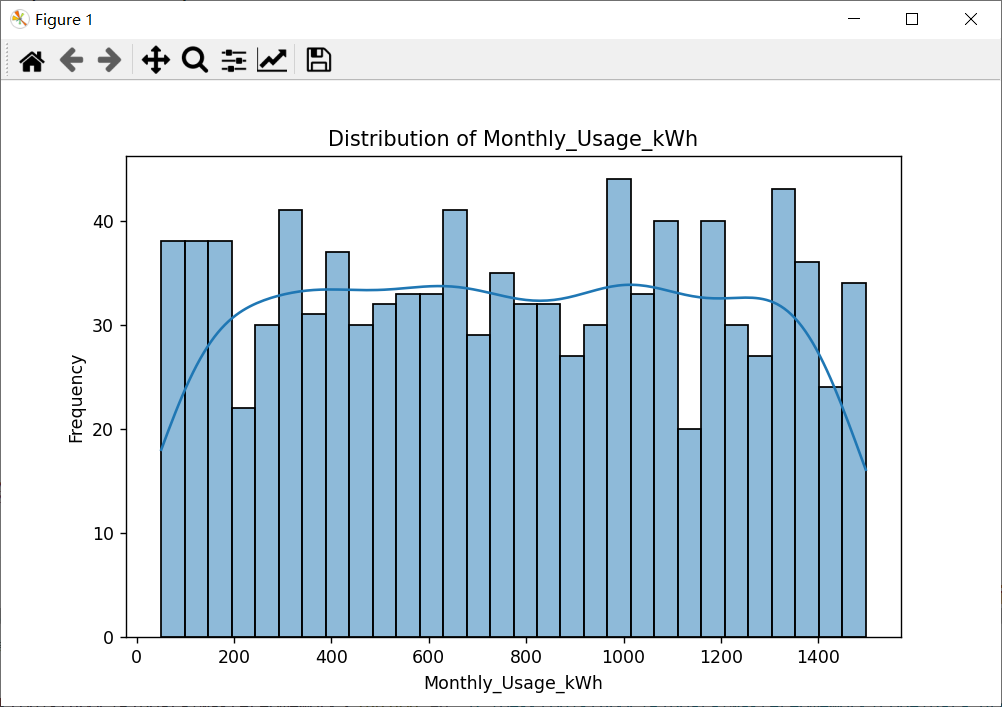 Figure 1
Distribution of Monthly_Usage_kWh
40
30
20
10
0
Frequency
0 200 400 600 800 1000 1200 1400
Monthly_Usage_kWh